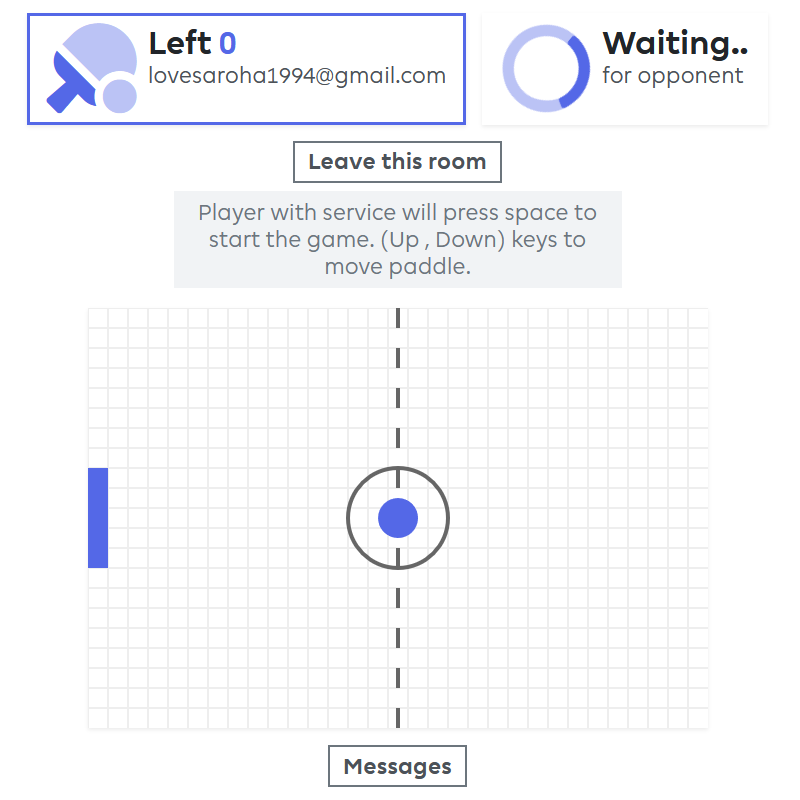 Left 0
lovesaroha1994@gmail.com
Waiting..
for opponent
Leave this room
Player with service will press space to
start the game. (Up , Down) keys to
move paddle.
Messages